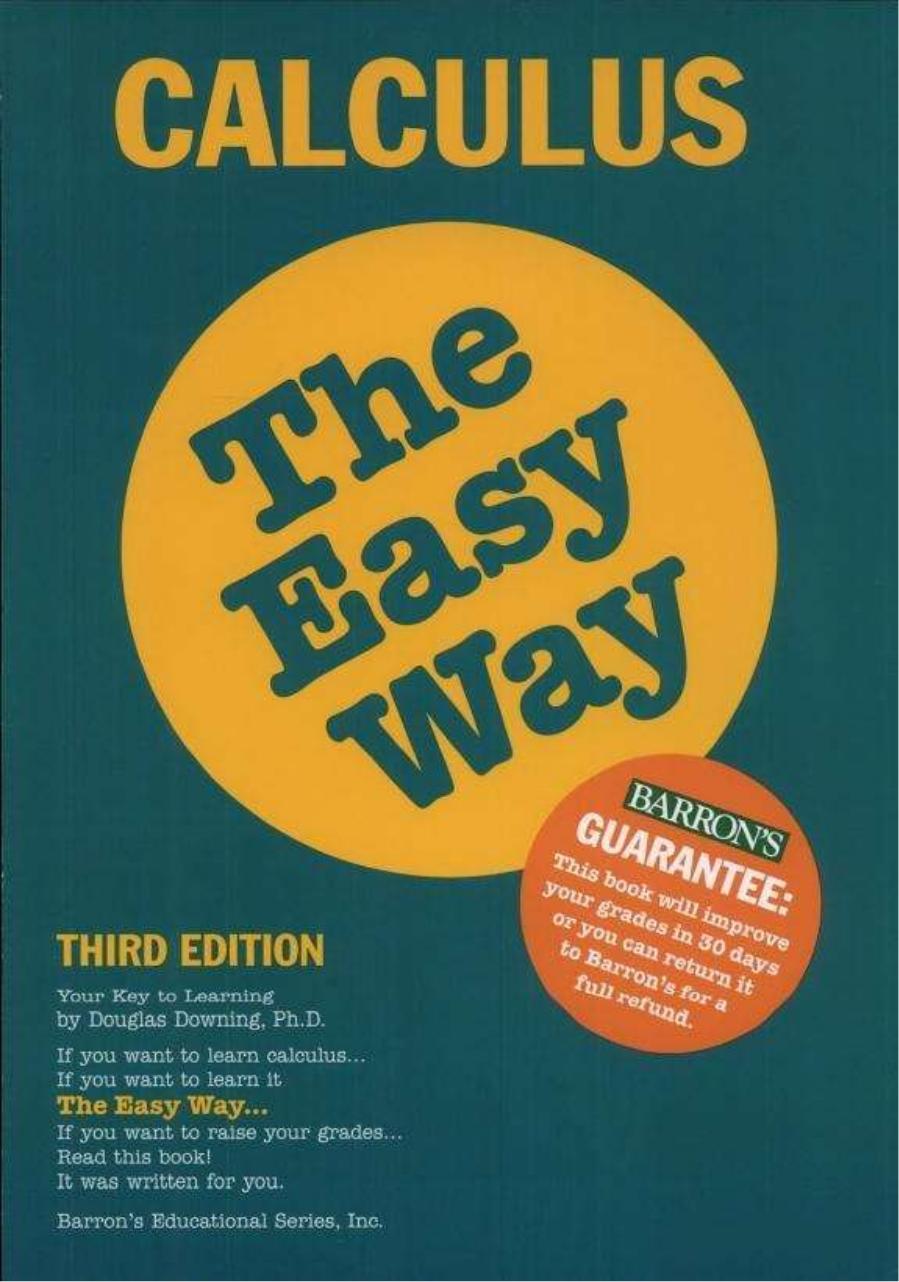 CALCULUS
The
Easy
Way
BARRON'S
GUARANTEE:
This book will improve
your grades in 30 days
or you can return it
to Barron's for a
full refund.
THIRD EDITION
Your Key to Learning
by Douglas Downing, Ph.D.
If you want to learn calculus...
If you want to learn it
The Easy Way...
If you want to raise your grades...
Read this book!
It was written for you.
Barron's Educational Series, Inc.